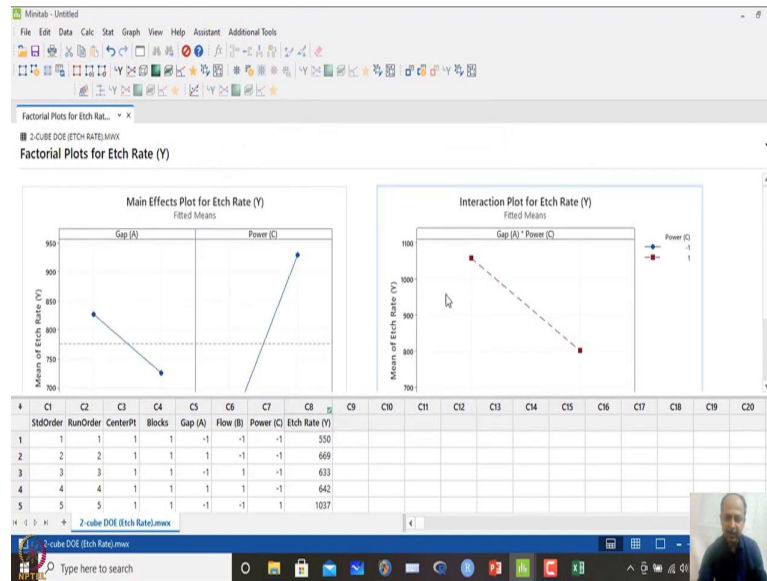 Minitab - Untitled
File Edit Data Calc Stat Graph View Help Assistant Additional Tools
Factorial Plots for Etch Rat...
2-CUBE DOE (ETCH RATE).MWX
Factorial Plots for Etch Rate (Y)
Main Effects Plot for Etch Rate (Y)
Fitted Means
Gap (A) Power (C)
950
900
850
800
750
700
Mean of Etch Rate (Y)
Interaction Plot for Etch Rate (Y)
Fitted Means
Gap (A) * Power (C)
1100
1000
900
800
700
Mean of Etch Rate (Y)
Power (C)
-1
1
C1 C2 C3 C4 C5 C6 C7 C8 C9 C10 C11 C12 C13 C14 C15 C16 C17 C18 C19 C20
StdOrder RunOrder CenterPt Blocks Gap (A) Flow (B) Power (C) Etch Rate (Y)
1 1 1 1 1 -1 -1 -1 550
2 2 2 1 1 1 -1 -1 669
3 3 3 1 1 -1 1 -1 633
4 4 4 1 1 1 1 -1 642
5 5 5 1 1 -1 -1 1 1037
2-cube DOE (Etch Rate).mwx
2-cube DOE (Etch Rate).mwx
Type here to search
NPTEL